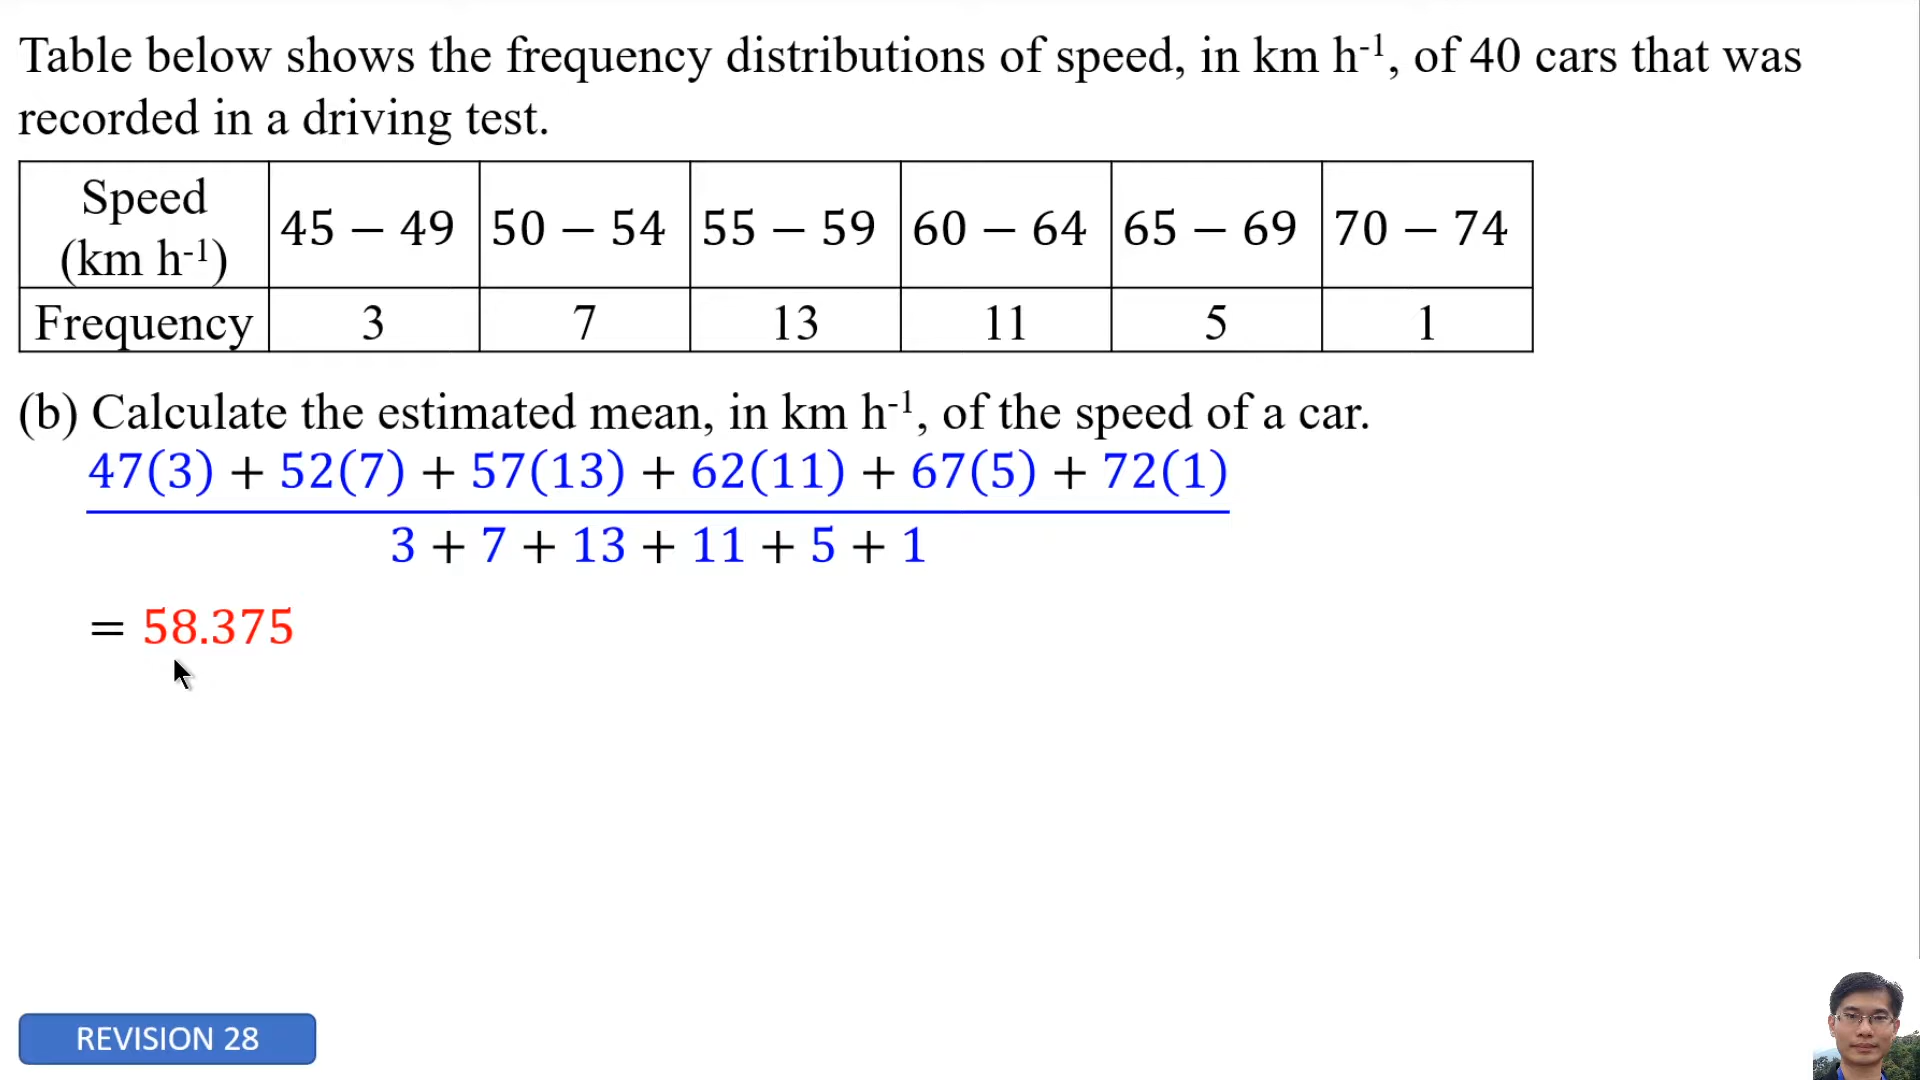 Table below shows the frequency distributions of speed, in km h⁻¹, of 40 cars that was
recorded in a driving test.
Speed (km h⁻¹) 45 – 49 50 – 54 55 – 59 60 – 64 65 – 69 70 – 74
Frequency 3 7 13 11 5 1
(b) Calculate the estimated mean, in km h⁻¹, of the speed of a car.
47(3) + 52(7) + 57(13) + 62(11) + 67(5) + 72(1)
3 + 7 + 13 + 11 + 5 + 1
= 58.375
REVISION 28